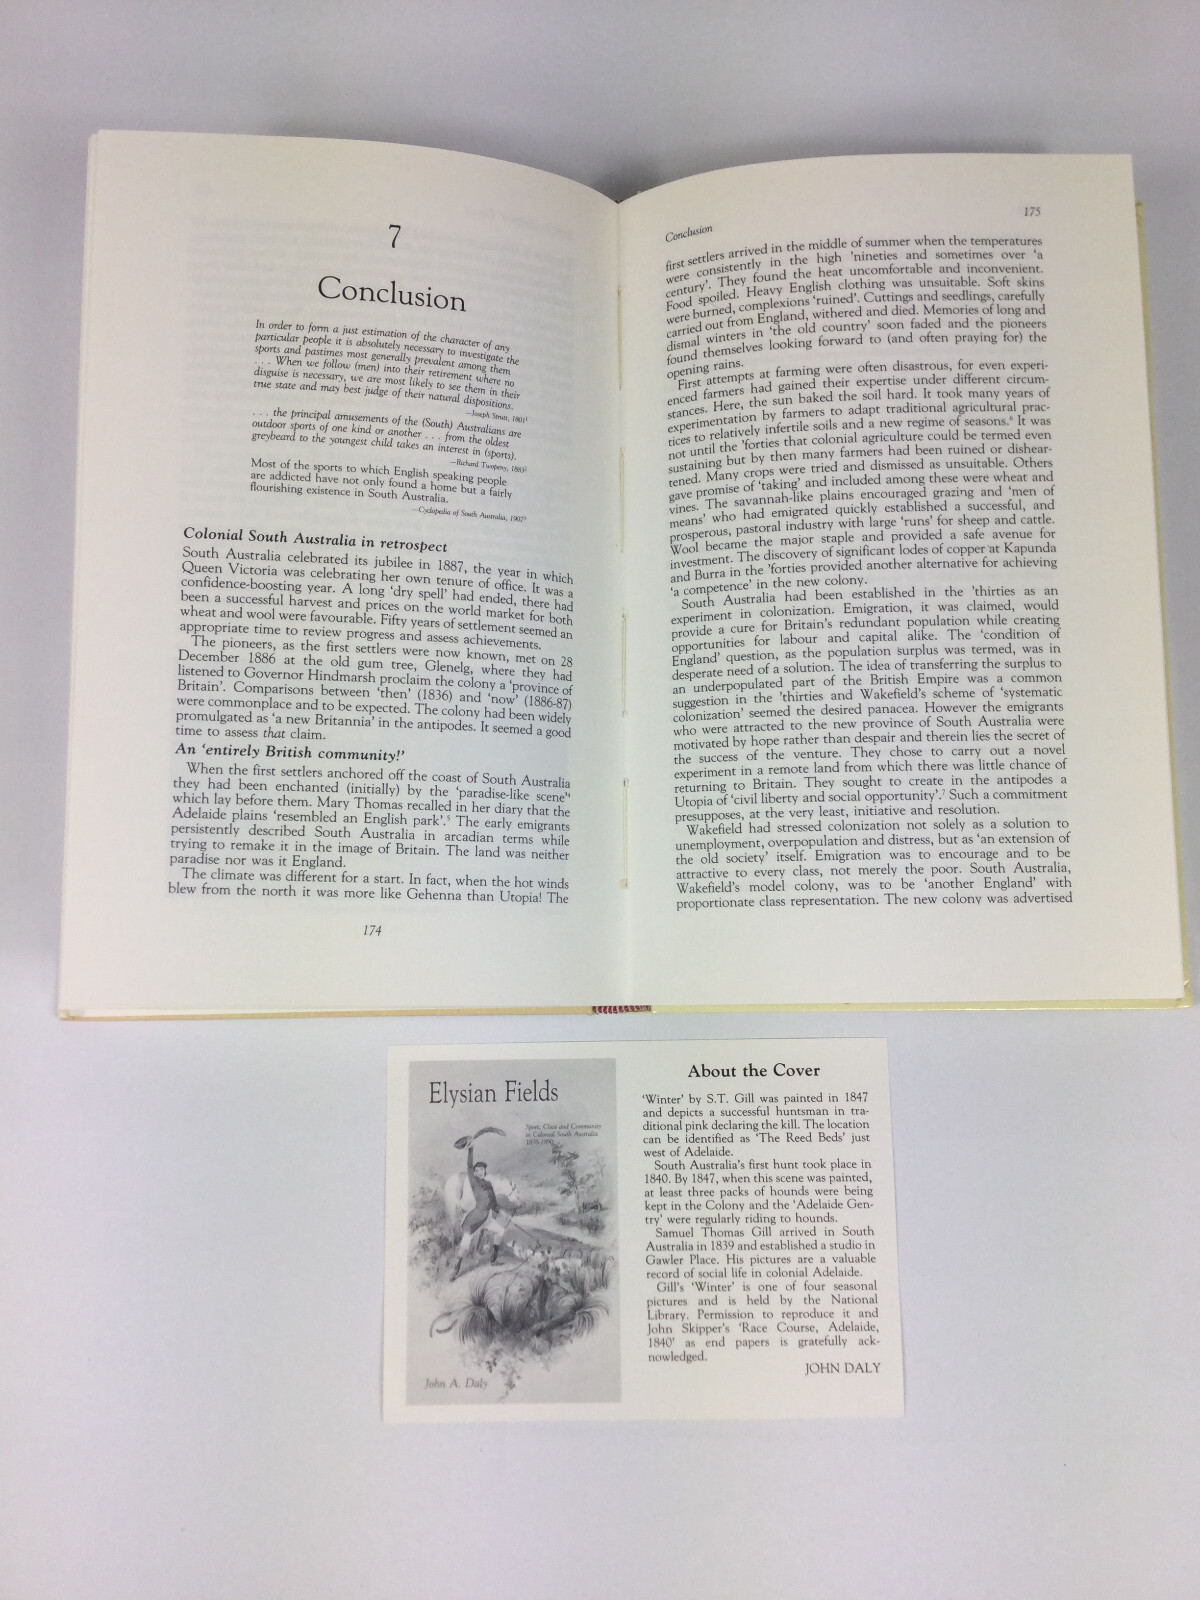 7
Conclusion
In order to form a just estimation of the character of any
particular people it is absolutely necessary to investigate the
sports and pastimes most generally prevalent among them
. . . When we follow (men) into their retirement where no
disguise is necessary, we are most likely to see them in their
true state and may best judge of their natural dispositions.
—Joseph Strutt, 1801¹
. . . the principal amusements of the (South) Australians are
outdoor sports of one kind or another . . . from the oldest
greybeard to the youngest child takes an interest in (sports).
—Richard Twopeny, 1883²
Most of the sports to which English speaking people
are addicted have not only found a home but a fairly
flourishing existence in South Australia.
—Cyclopedia of South Australia, 1907³
Colonial South Australia in retrospect
South Australia celebrated its jubilee in 1887, the year in which
Queen Victoria was celebrating her own tenure of office. It was a
confidence-boosting year. A long 'dry spell' had ended, there had
been a successful harvest and prices on the world market for both
wheat and wool were favourable. Fifty years of settlement seemed an
appropriate time to review progress and assess achievements.
The pioneers, as the first settlers were now known, met on 28
December 1886 at the old gum tree, Glenelg, where they had
listened to Governor Hindmarsh proclaim the colony a 'province of
Britain'. Comparisons between 'then' (1836) and 'now' (1886-87)
were commonplace and to be expected. The colony had been widely
promulgated as 'a new Britannia' in the antipodes. It seemed a good
time to assess that claim.
An 'entirely British community!'
When the first settlers anchored off the coast of South Australia
they had been enchanted (initially) by the 'paradise-like scene'⁴
which lay before them. Mary Thomas recalled in her diary that the
Adelaide plains 'resembled an English park'.⁵ The early emigrants
persistently described South Australia in arcadian terms while
trying to remake it in the image of Britain. The land was neither
paradise nor was it England.
The climate was different for a start. In fact, when the hot winds
blew from the north it was more like Gehenna than Utopia! The
174
Conclusion
175
first settlers arrived in the middle of summer when the temperatures
were consistently in the high 'nineties and sometimes over 'a
century'. They found the heat uncomfortable and inconvenient.
Food spoiled. Heavy English clothing was unsuitable. Soft skins
were burned, complexions 'ruined'. Cuttings and seedlings, carefully
carried out from England, withered and died. Memories of long and
dismal winters in 'the old country' soon faded and the pioneers
found themselves looking forward to (and often praying for) the
opening rains.
First attempts at farming were often disastrous, for even experi-
enced farmers had gained their expertise under different circum-
stances. Here, the sun baked the soil hard. It took many years of
experimentation by farmers to adapt traditional agricultural prac-
tices to relatively infertile soils and a new regime of seasons.⁶ It was
not until the 'forties that colonial agriculture could be termed even
sustaining but by then many farmers had been ruined or dishear-
tened. Many crops were tried and dismissed as unsuitable. Others
gave promise of 'taking' and included among these were wheat and
vines. The savannah-like plains encouraged grazing and 'men of
means' who had emigrated quickly established a successful, and
prosperous, pastoral industry with large 'runs' for sheep and cattle.
Wool became the major staple and provided a safe avenue for
investment. The discovery of significant lodes of copper at Kapunda
and Burra in the 'forties provided another alternative for achieving
'a competence' in the new colony.
South Australia had been established in the 'thirties as an
experiment in colonization. Emigration, it was claimed, would
provide a cure for Britain's redundant population while creating
opportunities for labour and capital alike. The 'condition of
England' question, as the population surplus was termed, was in
desperate need of a solution. The idea of transferring the surplus to
an underpopulated part of the British Empire was a common
suggestion in the 'thirties and Wakefield's scheme of 'systematic
colonization' seemed the desired panacea. However the emigrants
who were attracted to the new province of South Australia were
motivated by hope rather than despair and therein lies the secret of
the success of the venture. They chose to carry out a novel
experiment in a remote land from which there was little chance of
returning to Britain. They sought to create in the antipodes a
Utopia of 'civil liberty and social opportunity'.⁷ Such a commitment
presupposes, at the very least, initiative and resolution.
Wakefield had stressed colonization not solely as a solution to
unemployment, overpopulation and distress, but as 'an extension of
the old society' itself. Emigration was to encourage and to be
attractive to every class, not merely the poor. South Australia,
Wakefield's model colony, was to be 'another England' with
proportionate class representation. The new colony was advertised
Elysian Fields
Sport, Class and Community
in Colonial South Australia
1836-1890
John A. Daly
About the Cover
'Winter' by S.T. Gill was painted in 1847
and depicts a successful huntsman in tra-
ditional pink declaring the kill. The location
can be identified as 'The Reed Beds' just
west of Adelaide.
South Australia's first hunt took place in
1840. By 1847, when this scene was painted,
at least three packs of hounds were being
kept in the Colony and the 'Adelaide Gen-
try' were regularly riding to hounds.
Samuel Thomas Gill arrived in South
Australia in 1839 and established a studio in
Gawler Place. His pictures are a valuable
record of social life in colonial Adelaide.
Gill's 'Winter' is one of four seasonal
pictures and is held by the National
Library. Permission to reproduce it and
John Skipper's 'Race Course, Adelaide,
1840' as end papers is gratefully ack-
nowledged.
JOHN DALY